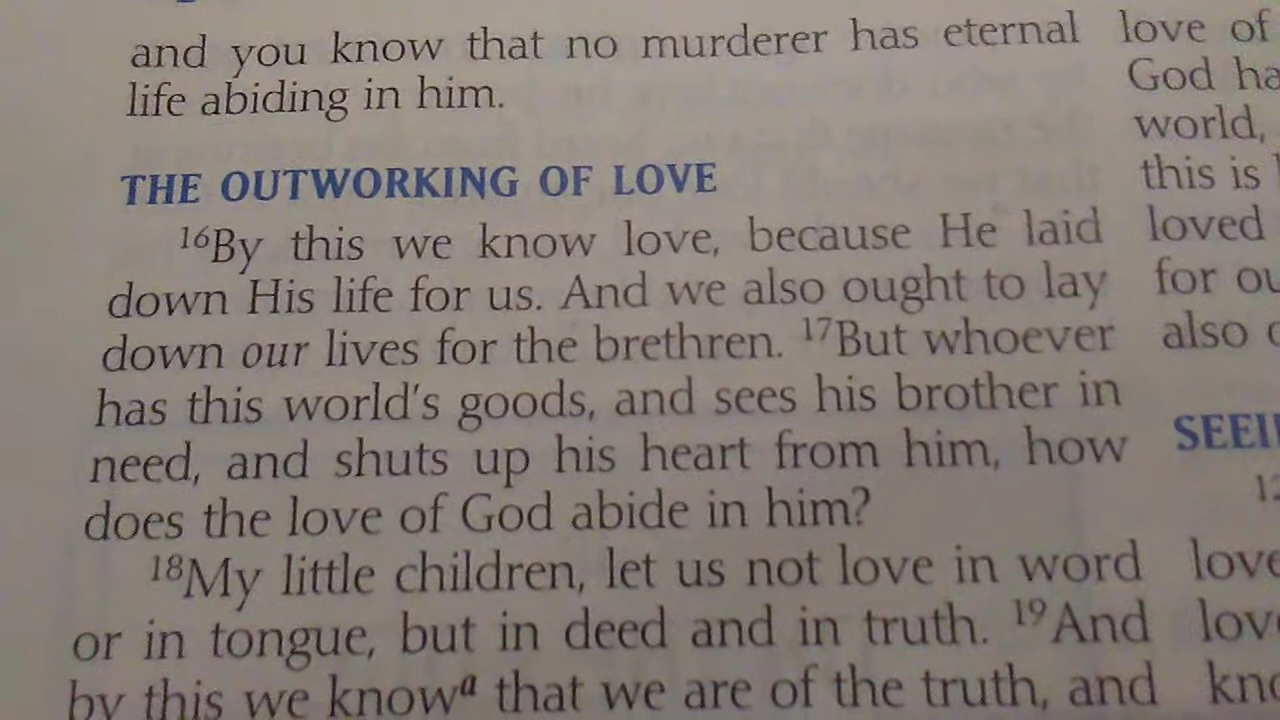 and you know that no murderer has eternal
life abiding in him.
THE OUTWORKING OF LOVE
16By this we know love, because He laid
down His life for us. And we also ought to lay
down our lives for the brethren. 17But whoever
has this world's goods, and sees his brother in
need, and shuts up his heart from him, how
does the love of God abide in him?
18My little children, let us not love in word
or in tongue, but in deed and in truth. 19And
by this we knowa that we are of the truth, and
love of
God
world,
this is
loved
for
also